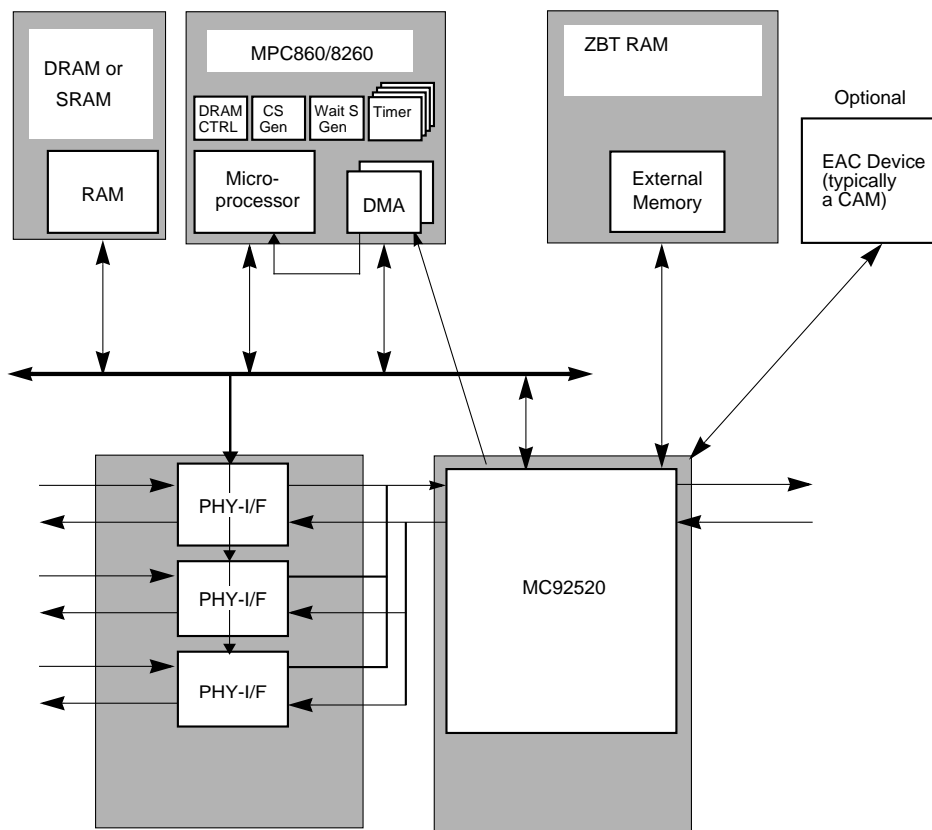 DRAM or
SRAM
RAM
MPC860/8260
DRAM
CTRL
CS
Gen
Wait S
Gen
Timer
Micro-
processor
DMA
ZBT RAM
External
Memory
Optional
EAC Device
(typically
a CAM)
PHY-I/F
PHY-I/F
PHY-I/F
MC92520